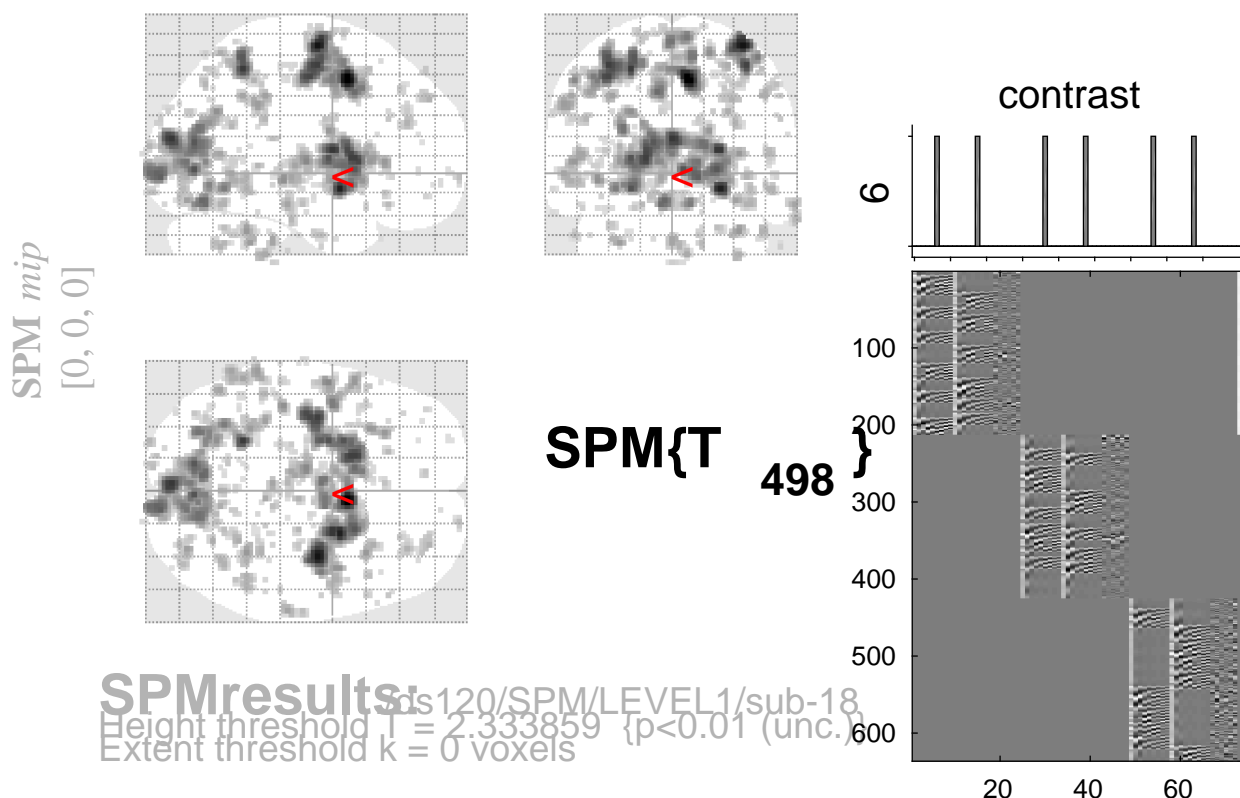 SPM mip
[0, 0, 0]
SPM{T 498 }
SPMresults: /ds120/SPM/LEVEL1/sub-18
Height threshold T = 2.333859 {p<0.01 (unc.)}
Extent threshold k = 0 voxels
contrast
6
100
200
300
400
500
600
20 40 60